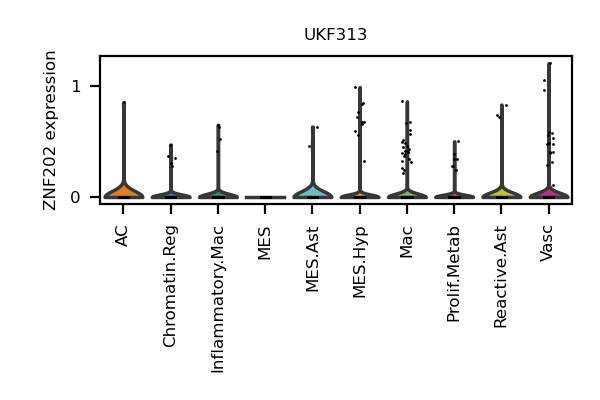 UKF313
ZNF202 expression
1
0
AC
Chromatin.Reg
Inflammatory.Mac
MES
MES.Ast
MES.Hyp
Mac
Prolif.Metab
Reactive.Ast
Vasc